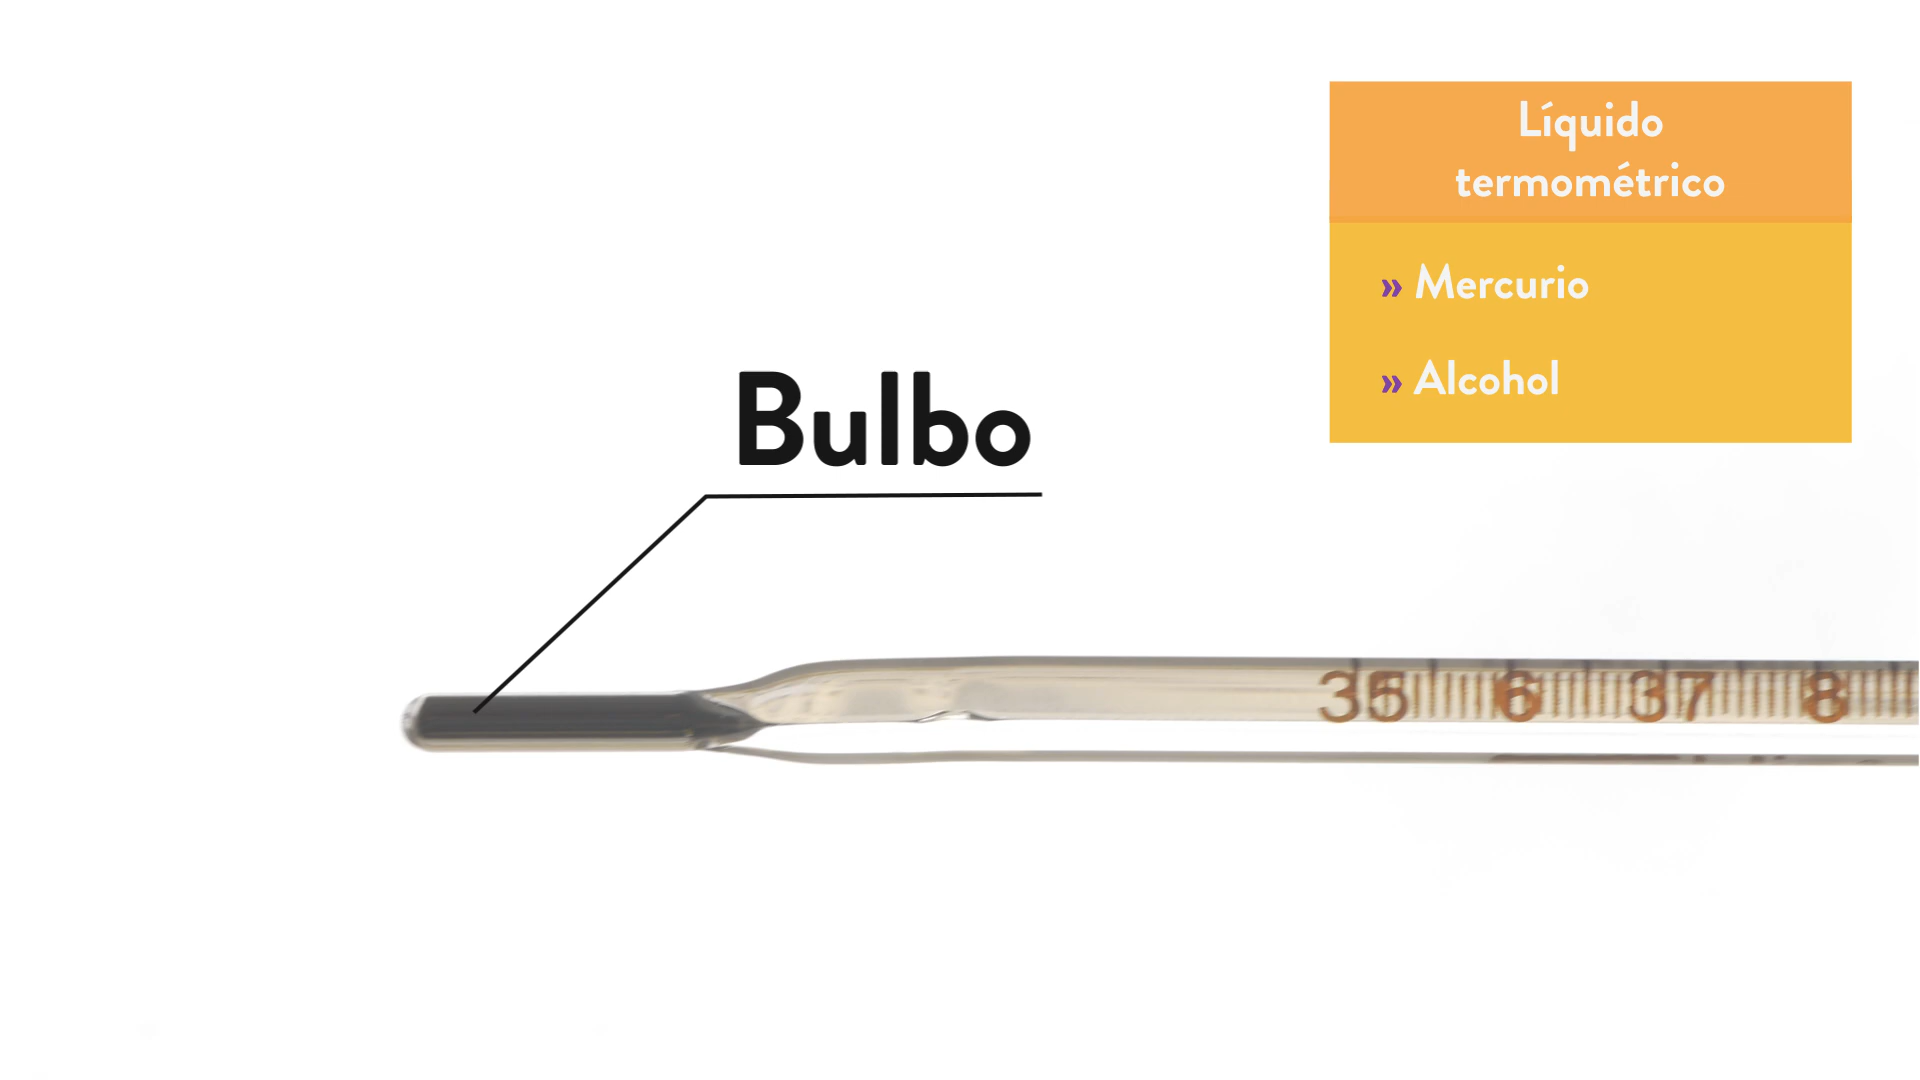 Líquido
termométrico
» Mercurio
» Alcohol
Bulbo
35 6 37 8